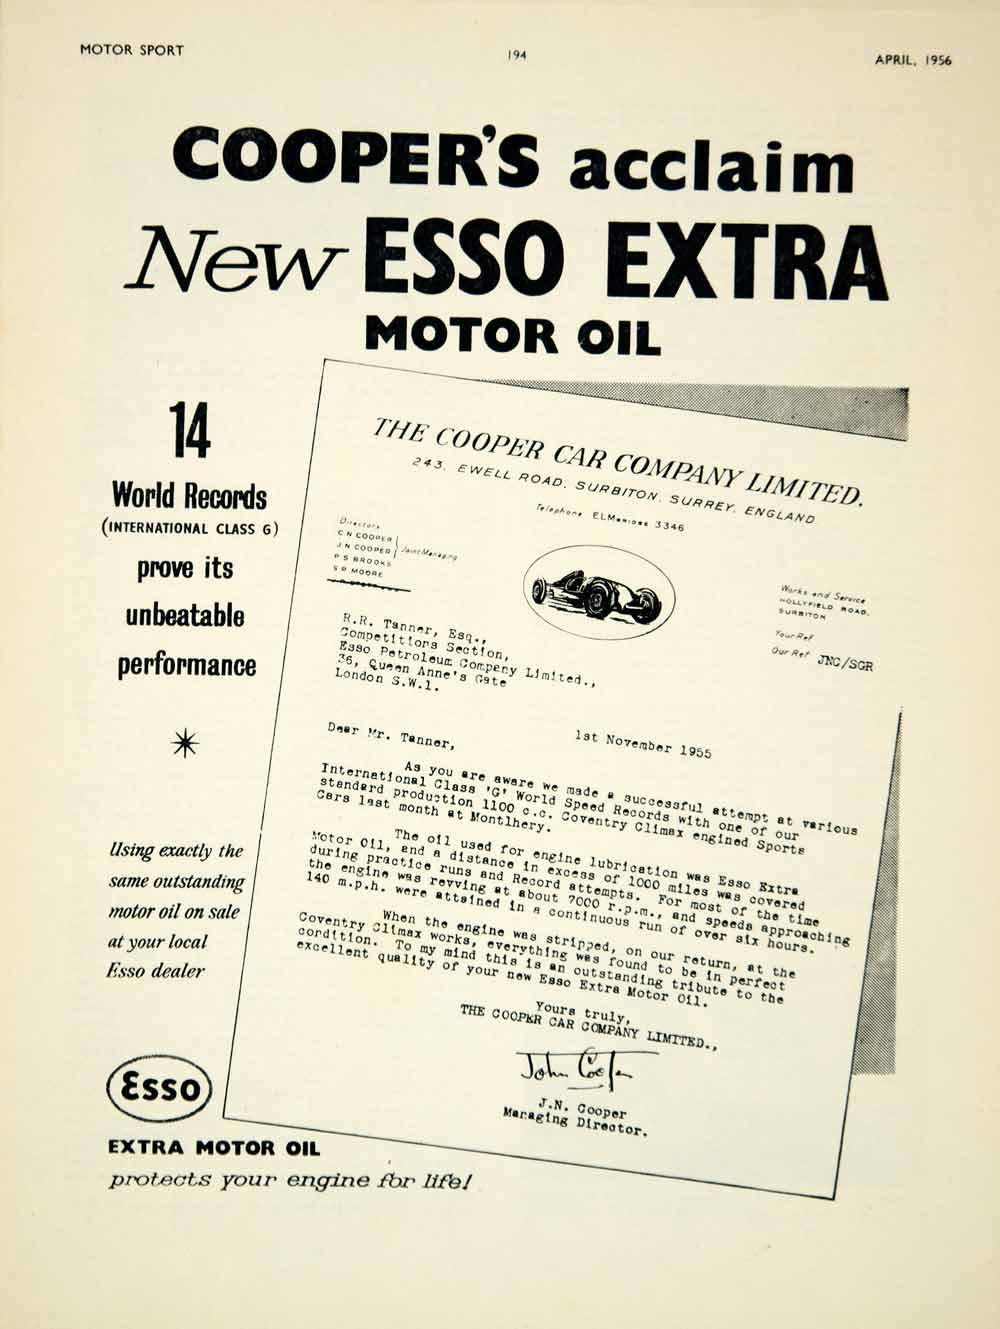 MOTOR SPORT
194
APRIL, 1956
COOPER'S acclaim
New ESSO EXTRA
MOTOR OIL
14
World Records
(INTERNATIONAL CLASS G)
prove its
unbeatable
performance
Using exactly the
same outstanding
motor oil on sale
at your local
Esso dealer
THE COOPER CAR COMPANY LIMITED.
243, EWELL ROAD, SURBITON, SURREY, ENGLAND
Telephone ELMbridge 3346
Directors
C N COOPER
J N COOPER
Joint Managing
P S BROOKS
S P MOORE
Works and Service
HOLLYFIELD ROAD,
SURBITON
Your Ref
Our Ref JNC/SGR
R.R. Tanner, Esq.,
Competitions Section,
Esso Petroleum Company Limited.,
36, Queen Anne's Gate
London S.W.1.
1st November 1955
Dear Mr. Tanner,
As you are aware we made a successful attempt at various
International Class 'G' World Speed Records with one of our
standard production 1100 c.c. Coventry Climax engined Sports
Cars last month at Montlhery.
The oil used for engine lubrication was Esso Extra
Motor Oil, and a distance in excess of 1000 miles was covered
during practice runs and Record attempts. For most of the time
the engine was revving at about 7000 r.p.m., and speeds approaching
140 m.p.h. were attained in a continuous run of over six hours.
When the engine was stripped, on our return, at the
Coventry Climax works, everything was found to be in perfect
condition. To my mind this is an outstanding tribute to the
excellent quality of your new Esso Extra Motor Oil.
Yours truly,
THE COOPER CAR COMPANY LIMITED.,
John Cooper
J.N. Cooper
Managing Director.
Esso
EXTRA MOTOR OIL
protects your engine for life!